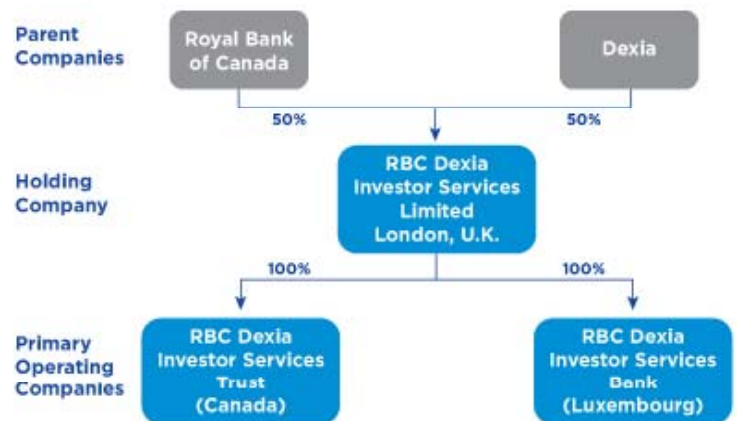 Parent
Companies
Royal Bank
of Canada
Dexia
50%
50%
Holding
Company
RBC Dexia
Investor Services
Limited
London, U.K.
100%
100%
Primary
Operating
Companies
RBC Dexia
Investor Services
Trust
(Canada)
RBC Dexia
Investor Services
Bank
(Luxembourg)